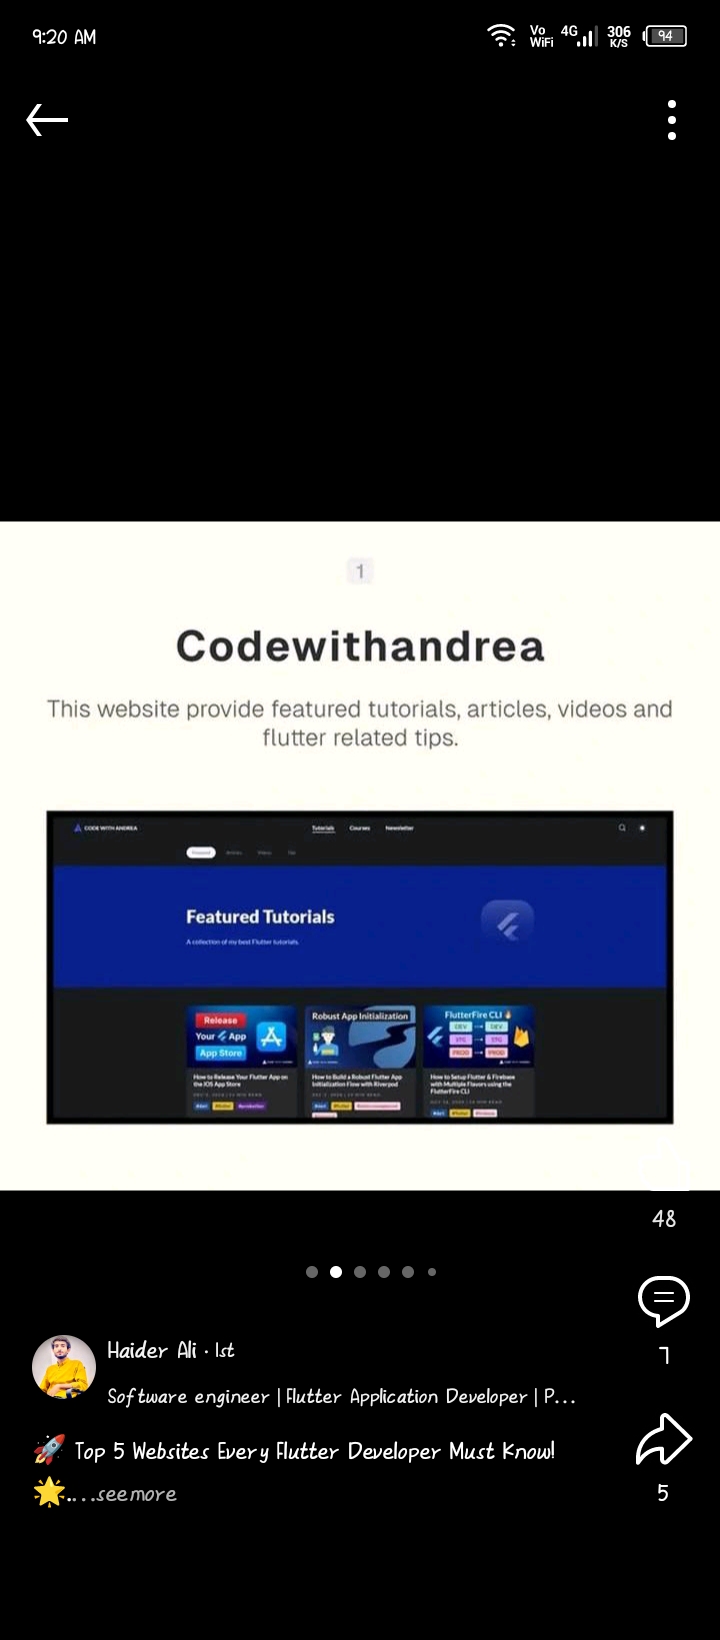 9:20 AM
Vo WiFi 4G 306 K/S 94
1
Codewithandrea
This website provide featured tutorials, articles, videos and
flutter related tips.
CODE WITH ANDREA Tutorials Courses Newsletter
Featured Tutorials
A collection of my best Flutter tutorials.
Release
Your App
App Store
Robust App Initialization
FlutterFire CLI 🔥
DEV DEV
STG STG
PROD PROD
How to Release Your Flutter App on
the iOS App Store
How to Build a Robust Flutter App
Initialization Flow with Riverpod
How to Setup Flutter & Firebase
with Multiple Flavors using the
FlutterFire CLI
48
7
Haider Ali · 1st
Software engineer | Flutter Application Developer | P...
🚀 Top 5 Websites Every Flutter Developer Must Know!
🌟.. ...see more
5